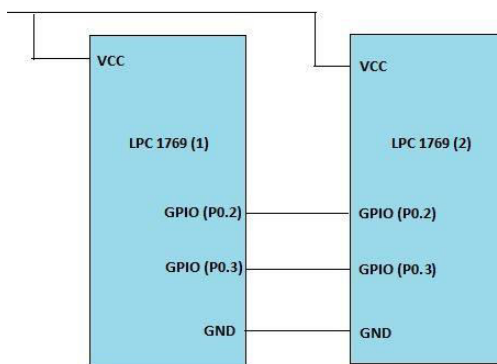 VCC
LPC 1769 (1)
GPIO (P0.2)
GPIO (P0.3)
GND
VCC
LPC 1769 (2)
GPIO (P0.2)
GPIO (P0.3)
GND